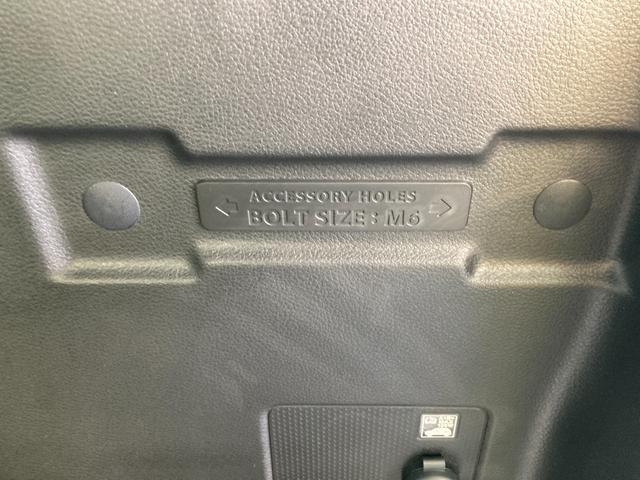 ACCESSORY HOLES
BOLT SIZE : M6